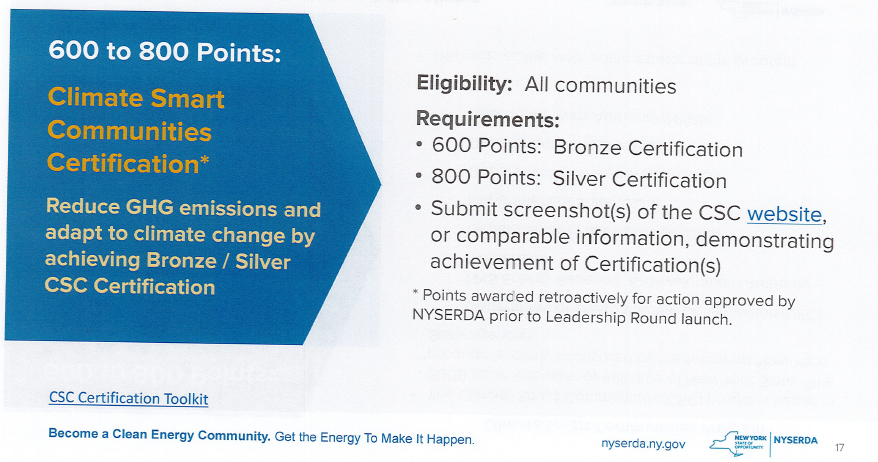 600 to 800 Points:
Climate Smart
Communities
Certification*
Reduce GHG emissions and
adapt to climate change by
achieving Bronze / Silver
CSC Certification
CSC Certification Toolkit
Eligibility: All communities
Requirements:
• 600 Points: Bronze Certification
• 800 Points: Silver Certification
• Submit screenshot(s) of the CSC website,
or comparable information, demonstrating
achievement of Certification(s)
* Points awarded retroactively for action approved by
NYSERDA prior to Leadership Round launch.
Become a Clean Energy Community. Get the Energy To Make It Happen.
nyserda.ny.gov
NEW YORK
STATE OF
OPPORTUNITY
NYSERDA
17